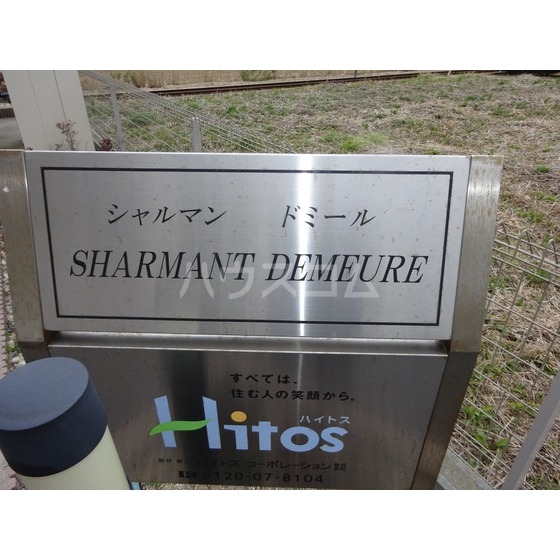 シャルマン　ドミール
SHARMANT DEMEURE
ハウスコム
すべては、
住む人の笑顔から。
ハイトス
Hitos
ハイトス コーポレーション
0120-07-8104